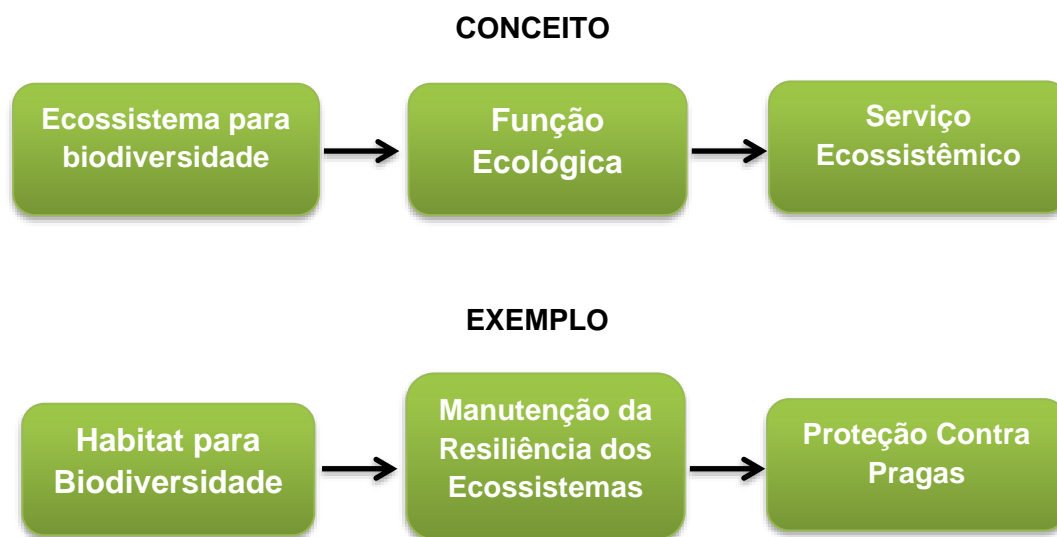 CONCEITO
Ecossistema para
biodiversidade
Função
Ecológica
Serviço
Ecossistêmico
EXEMPLO
Habitat para
Biodiversidade
Manutenção da
Resiliência dos
Ecossistemas
Proteção Contra
Pragas